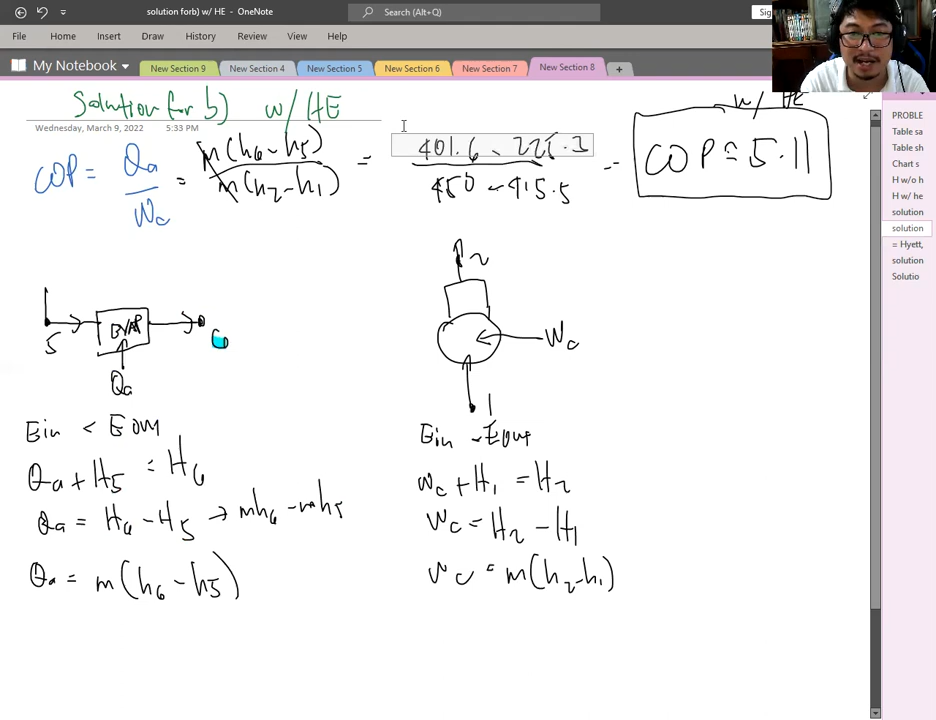 solution forb) w/ HE - OneNote
Search (Alt+Q)
File Home Insert Draw History Review View Help
My Notebook
New Section 9
New Section 4
New Section 5
New Section 6
New Section 7
New Section 8
Solution for b) w/ HE
Wednesday, March 9, 2022 5:33 PM
COP = Qa / Wc = m(h6-h5) / m(h2-h1) = 401.6 - 225.3 / 450 - 415.5 =
w/ HE
COP = 5.11
5 EVAP 6
Qa
2
Wc
1
Ein = Eout
Qa + H5 = H6
Qa = H6 - H5 → mh6 - mh5
Qa = m(h6 - h5)
Ein = Eout
Wc + H1 = H2
Wc = H2 - H1
Wc = m(h2-h1)
PROBLE
Table sa
Table sh
Chart s
H w/o h
H w/ he
solution
solution
= Hyett,
solution
Solutio